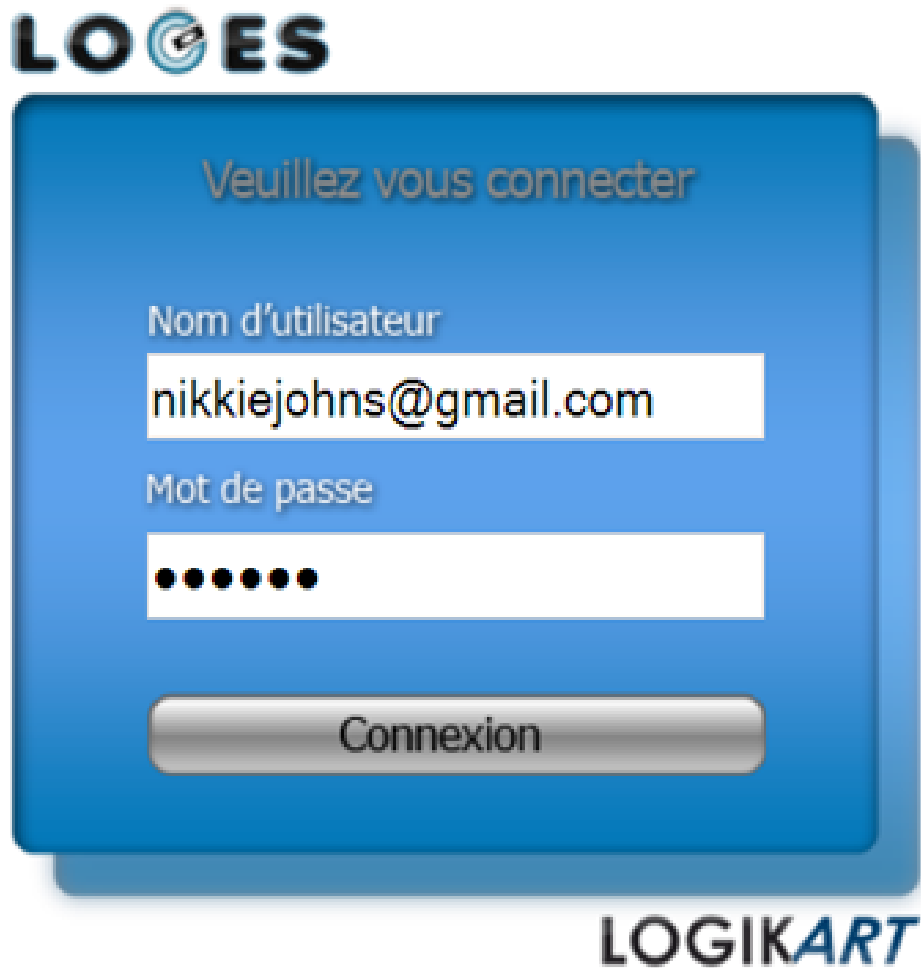 LOGES
Veuillez vous connecter
Nom d’utilisateur
nikkiejohns@gmail.com
Mot de passe
••••••
Connexion
LOGIKART